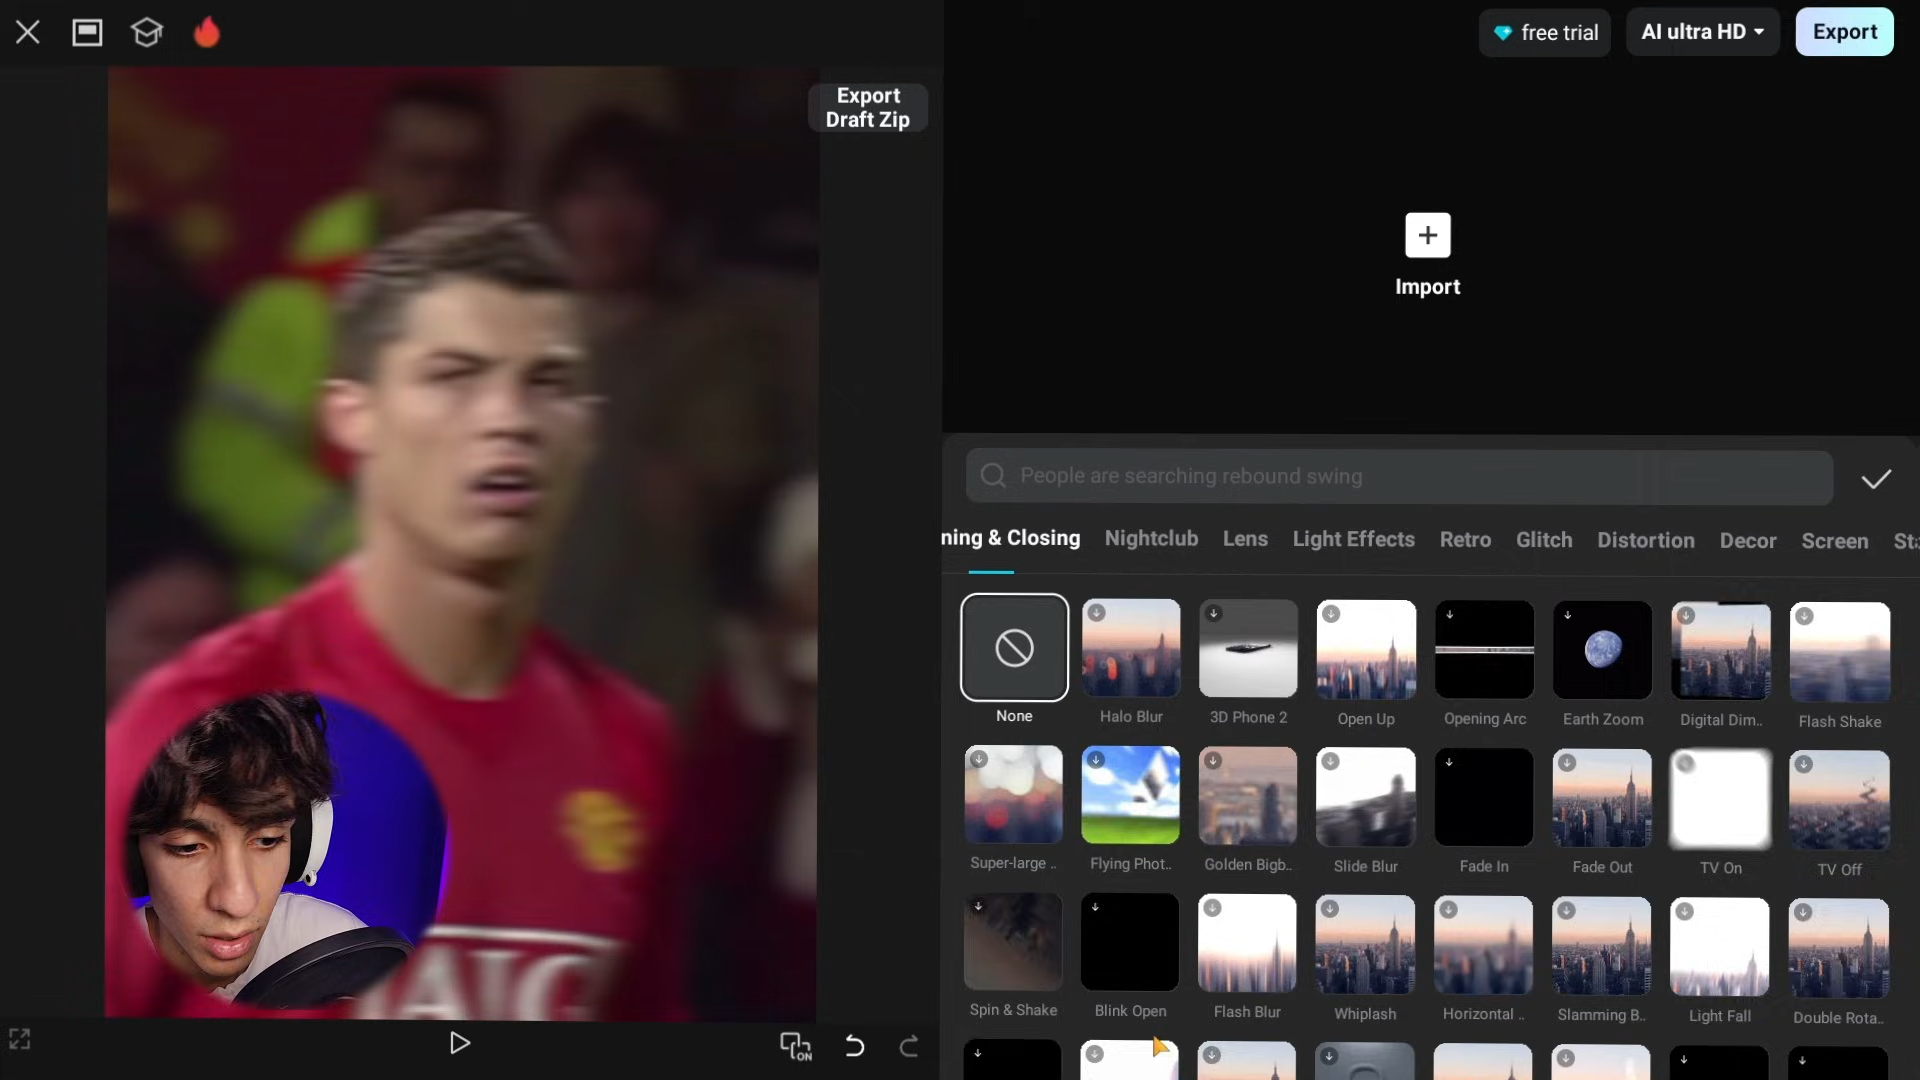 free trial
AI ultra HD
Export
Export
Draft Zip
Import
People are searching rebound swing
ning & Closing
Nightclub
Lens
Light Effects
Retro
Glitch
Distortion
Decor
Screen
St
None
Halo Blur
3D Phone 2
Open Up
Opening Arc
Earth Zoom
Digital Dim..
Flash Shake
Super-large ..
Flying Phot..
Golden Bigb..
Slide Blur
Fade In
Fade Out
TV On
TV Off
Spin & Shake
Blink Open
Flash Blur
Whiplash
Horizontal ..
Slamming B..
Light Fall
Double Rota..
AIG
ON